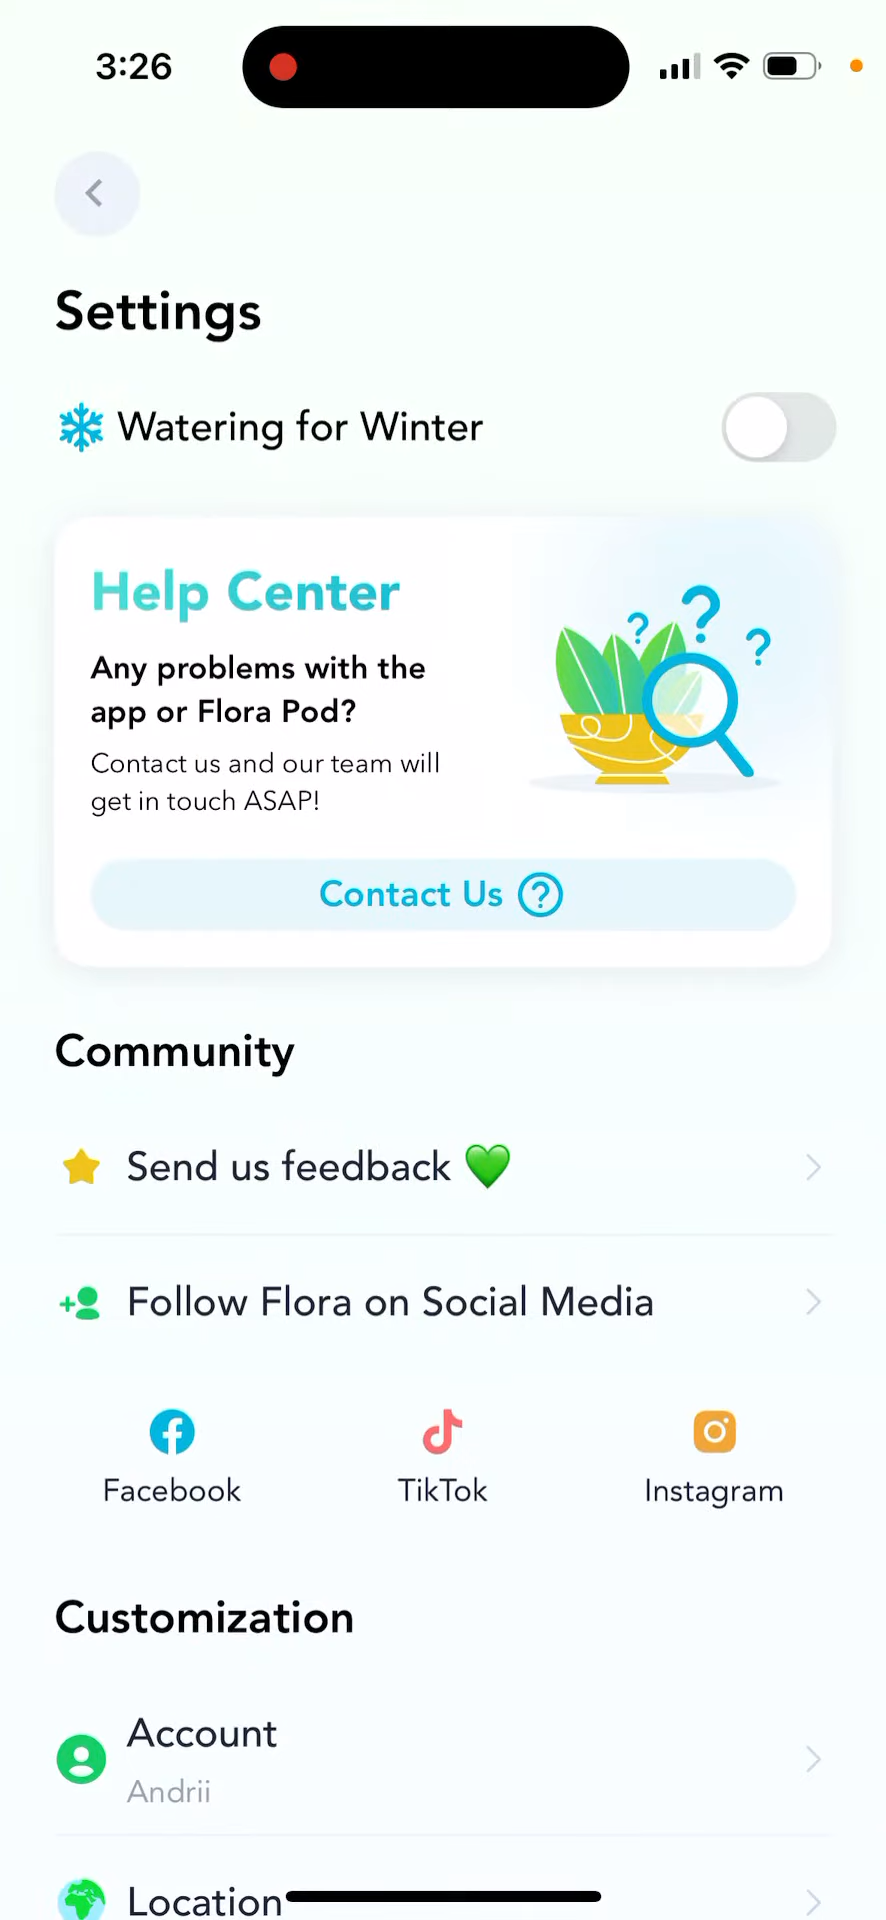 3:26
Settings
Watering for Winter
Help Center
Any problems with the
app or Flora Pod?
Contact us and our team will
get in touch ASAP!
Contact Us
Community
Send us feedback 💚
Follow Flora on Social Media
Facebook
TikTok
Instagram
Customization
Account
Andrii
Location